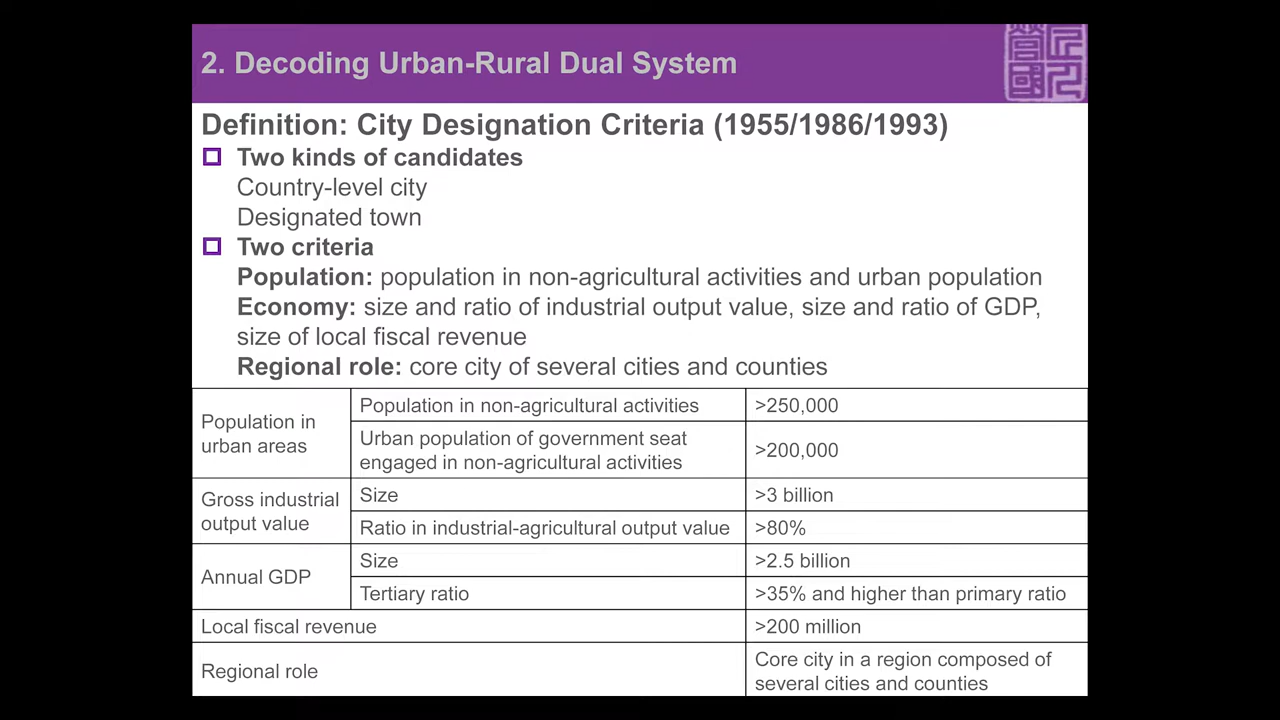 2. Decoding Urban-Rural Dual System
Definition: City Designation Criteria (1955/1986/1993)
Two kinds of candidates
Country-level city
Designated town
Two criteria
Population: population in non-agricultural activities and urban population
Economy: size and ratio of industrial output value, size and ratio of GDP,
size of local fiscal revenue
Regional role: core city of several cities and counties
Population in
urban areas
Population in non-agricultural activities
>250,000
Urban population of government seat
engaged in non-agricultural activities
>200,000
Gross industrial
output value
Size
>3 billion
Ratio in industrial-agricultural output value
>80%
Annual GDP
Size
>2.5 billion
Tertiary ratio
>35% and higher than primary ratio
Local fiscal revenue
>200 million
Regional role
Core city in a region composed of
several cities and counties